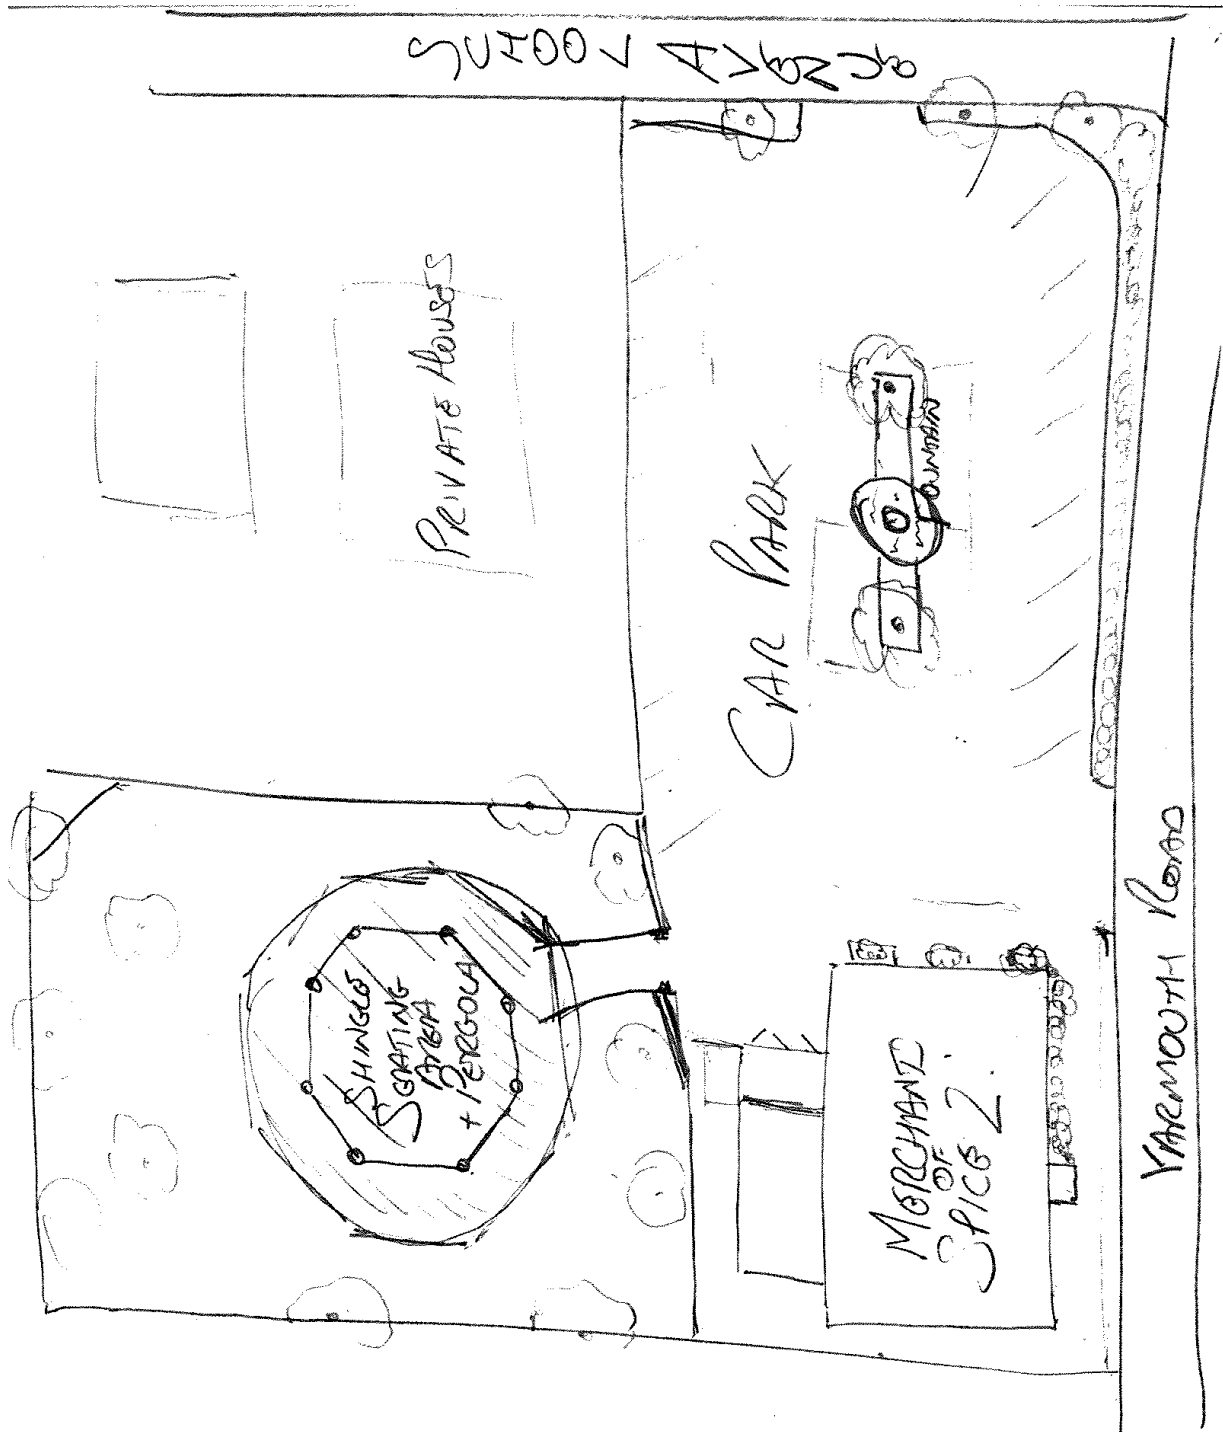 SCHOOL AVENUE
PRIVATE HOUSES
CAR PARK
FOUNTAIN
SHINGLE
SEATING
AREA
+ PERGOLA
MERCHANT
OF
SPICE 2.
YARMOUTH ROAD